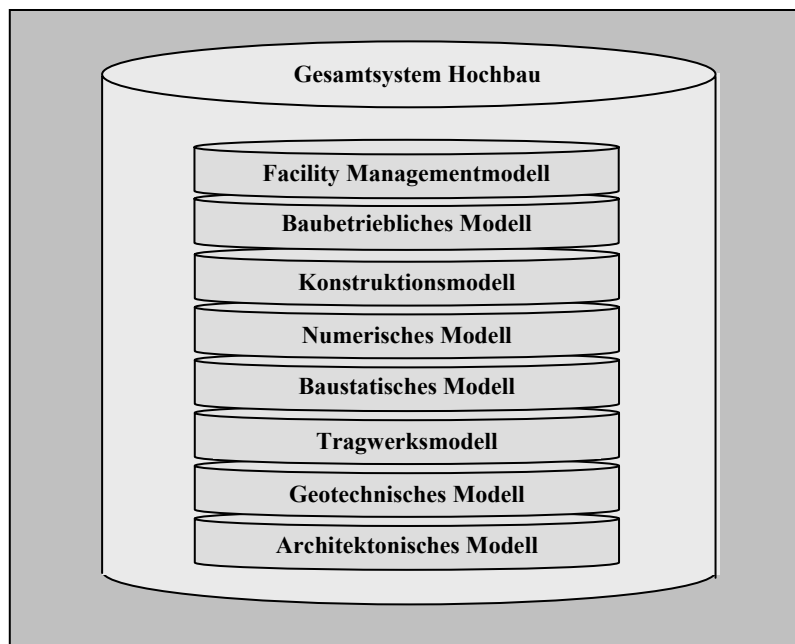 Gesamtsystem Hochbau
Facility Managementmodell
Baubetriebliches Modell
Konstruktionsmodell
Numerisches Modell
Baustatisches Modell
Tragwerksmodell
Geotechnisches Modell
Architektonisches Modell